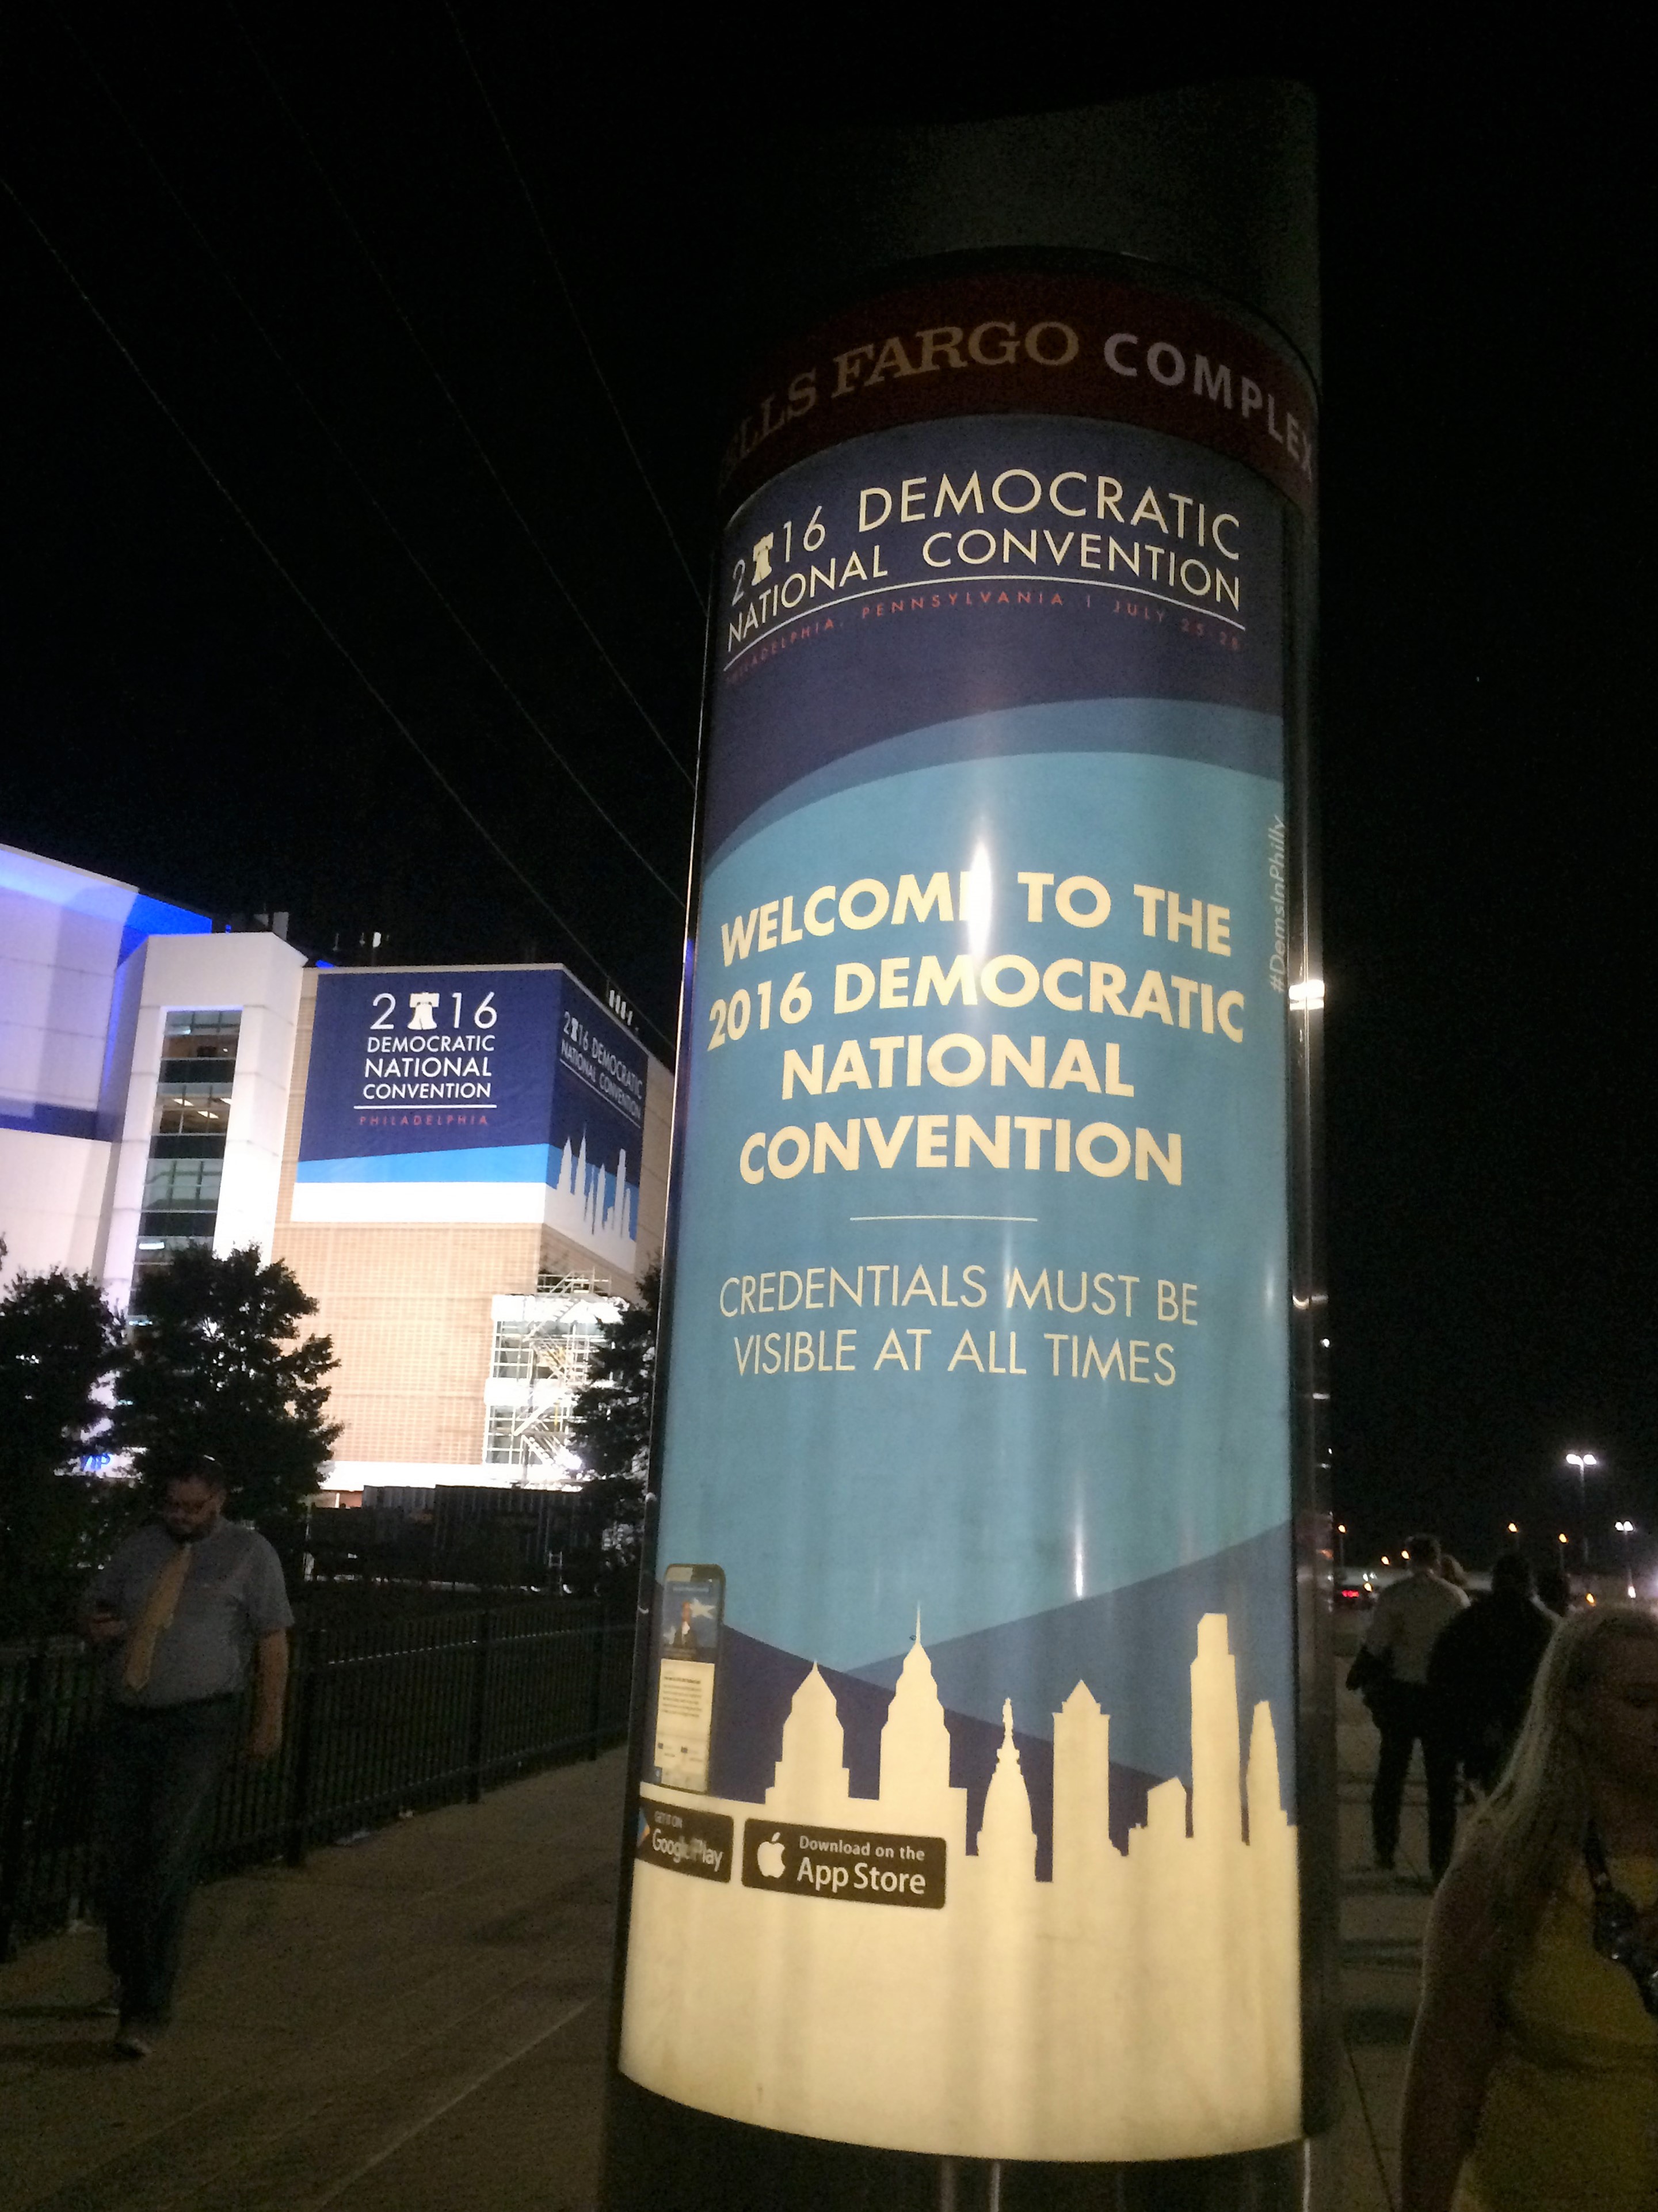 FARGO COMPLEX
2016 DEMOCRATIC
NATIONAL CONVENTION
PHILADELPHIA, PENNSYLVANIA | JULY 25-28
#DemsInPhilly
WELCOME TO THE
2016 DEMOCRATIC
NATIONAL
CONVENTION
CREDENTIALS MUST BE
VISIBLE AT ALL TIMES
GET IT ON
Google Play
Download on the
App Store
2016
DEMOCRATIC
NATIONAL
CONVENTION
PHILADELPHIA
2016 DEMOCRATIC
NATIONAL CONVENTION